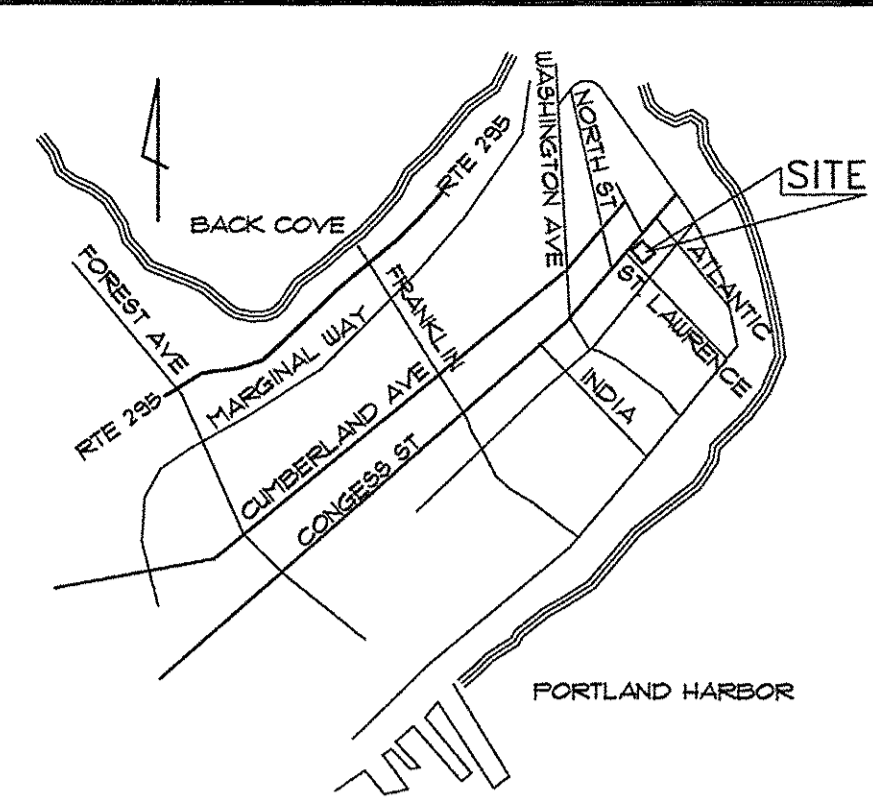 WASHINGTON AVE
NORTH ST
RTE 295
SITE
BACK COVE
FOREST AVE
FRANKLIN
ATLANTIC
ST. LAWRENCE
MARGINAL WAY
RTE 295
CUMBERLAND AVE
INDIA
CONGESS ST
PORTLAND HARBOR